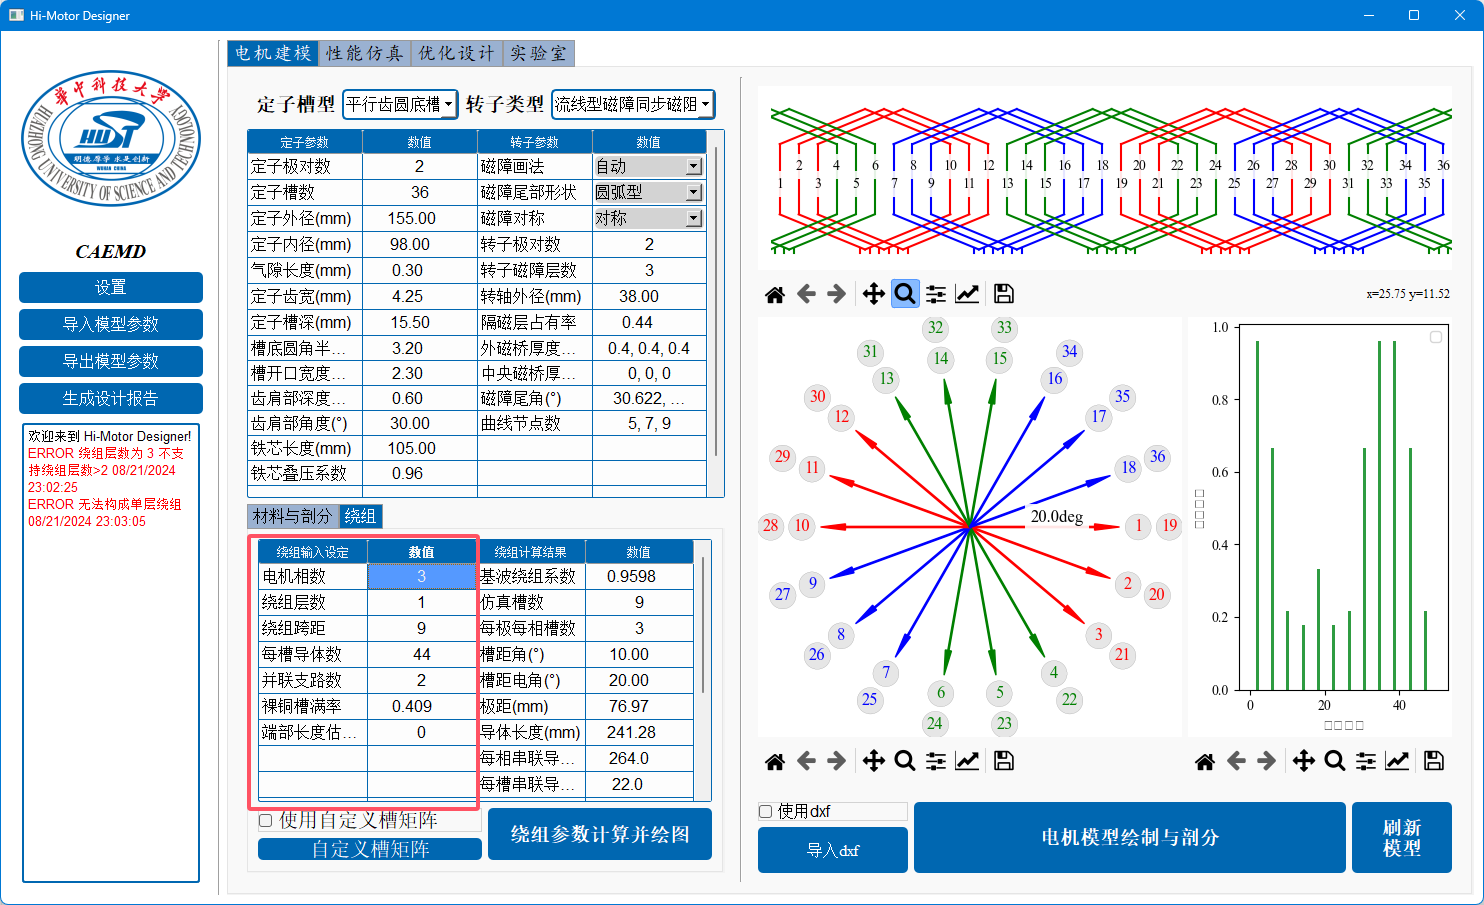 Hi-Motor Designer
华中科技大学
HUAZHONG UNIVERSITY OF SCIENCE AND TECHNOLOGY
HUST
明德 厚学 求是 创新
WUHAN CHINA
CAEMD
设置
导入模型参数
导出模型参数
生成设计报告
欢迎来到 Hi-Motor Designer!
ERROR 绕组层数为 3 不支
持绕组层数>2 08/21/2024
23:02:25
ERROR 无法构成单层绕组
08/21/2024 23:03:05
电机建模 性能仿真 优化设计 实验室
定子槽型 平行齿圆底槽 转子类型 流线型磁障同步磁阻
定子参数 数值 转子参数 数值
定子极对数 2 磁障画法 自动
定子槽数 36 磁障尾部形状 圆弧型
定子外径(mm) 155.00 磁障对称 对称
定子内径(mm) 98.00 转子极对数 2
气隙长度(mm) 0.30 转子磁障层数 3
定子齿宽(mm) 4.25 转轴外径(mm) 38.00
定子槽深(mm) 15.50 隔磁层占有率 0.44
槽底圆角半... 3.20 外磁桥厚度... 0.4, 0.4, 0.4
槽开口宽度... 2.30 中央磁桥厚... 0, 0, 0
齿肩部深度... 0.60 磁障尾角(°) 30.622, ...
齿肩部角度(°) 30.00 曲线节点数 5, 7, 9
铁芯长度(mm) 105.00
铁芯叠压系数 0.96
材料与剖分 绕组
绕组输入设定 数值 绕组计算结果 数值
电机相数 3 基波绕组系数 0.9598
绕组层数 1 仿真槽数 9
绕组跨距 9 每极每相槽数 3
每槽导体数 44 槽距角(°) 10.00
并联支路数 2 槽距电角(°) 20.00
裸铜槽满率 0.409 极距(mm) 76.97
端部长度估... 0 导体长度(mm) 241.28
每相串联导... 264.0
每槽串联导... 22.0
使用自定义槽矩阵
自定义槽矩阵
绕组参数计算并绘图
2 4 6 8 10 12 14 16 18 20 22 24 26 28 30 32 34 36
1 3 5 7 9 11 13 15 17 19 21 23 25 27 29 31 33 35
x=25.75 y=11.52
32 33
31 14 15 34
13 16
30 35
12 17
29 36
11 18
28 10 20.0deg 1 19
9 2
27 20
8 3
26 21
7 4
25 6 5 22
24 23
1.0
0.8
0.6
0.4
0.2
0.0
0 20 40
使用dxf
导入dxf
电机模型绘制与剖分
刷新
模型